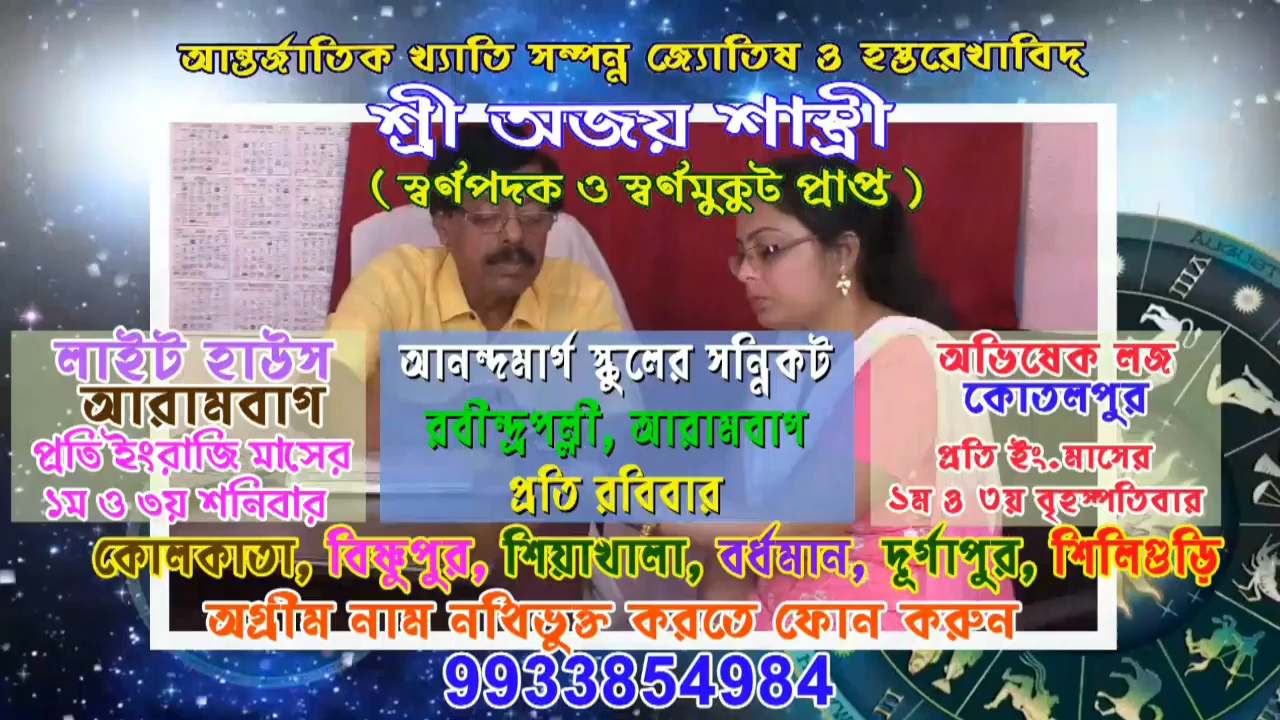 আন্তর্জাতিক খ্যাতি সম্পন্ন জ্যোতিষ ও হস্তরেখাবিদ্
শ্রী অজয় শাস্ত্রী
( স্বর্ণপদক ও স্বর্ণমুকুট প্রাপ্ত )
লাইট হাউস
আরামবাগ
প্রতি ইংরাজি মাসের
১ম ও ৩য় শনিবার
আনন্দমার্গ স্কুলের সন্নিকট
রবীন্দ্রপল্লী, আরামবাগ
প্রতি রবিবার
অভিষেক লজ
কোতলপুর
প্রতি ইং.মাসের
১ম ও ৩য় বৃহস্পতিবার
কোলকাতা, বিষ্ণুপুর, শিয়াখালা, বর্ধমান, দূর্গাপুর, শিলিগুড়ি
অগ্রীম নাম নথিভুক্ত করতে ফোন করুন
9933854984
AUGUST
VIII